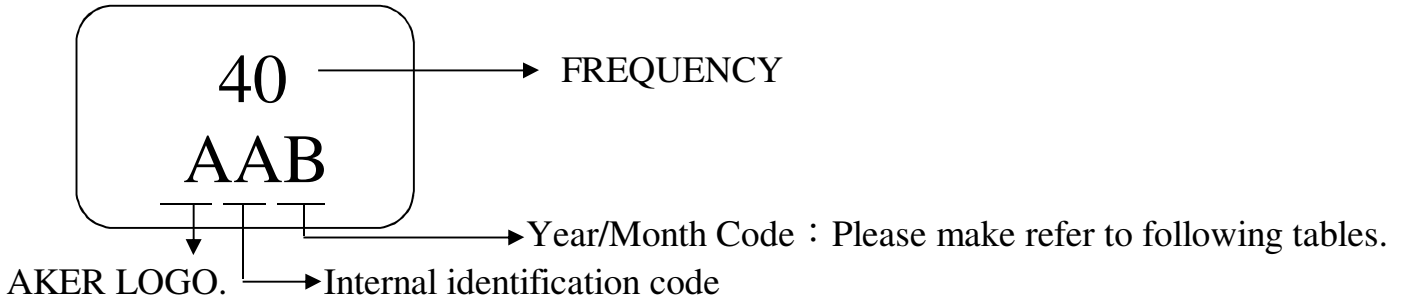 40 FREQUENCY
AAB
Year/Month Code：Please make refer to following tables.
AKER LOGO. Internal identification code